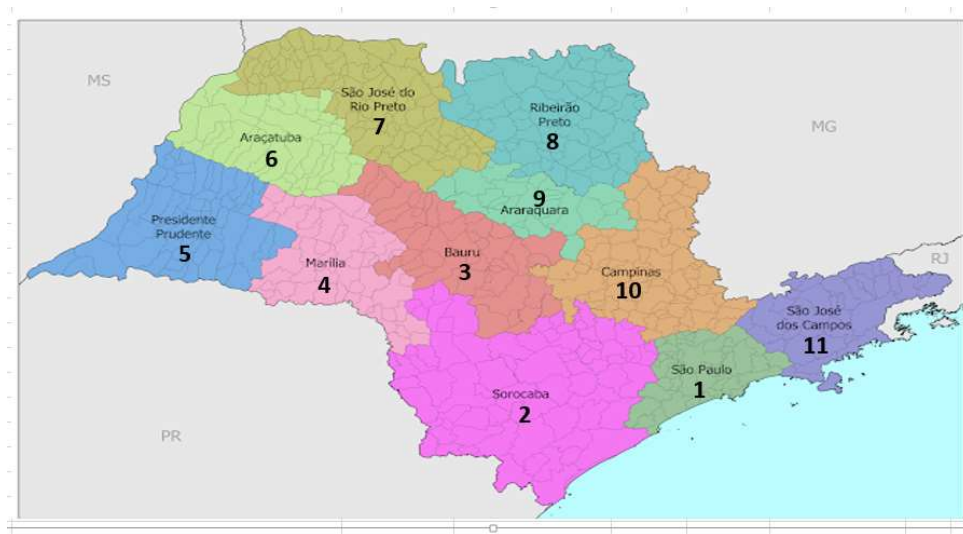 MS
São José do
Rio Preto
7
Ribeirão
Preto
8
MG
Araçatuba
6
9
Araraquara
Presidente
Prudente
5
Marília
4
Bauru
3
Campinas
10
RJ
São José
dos Campos
11
São Paulo
1
Sorocaba
2
PR